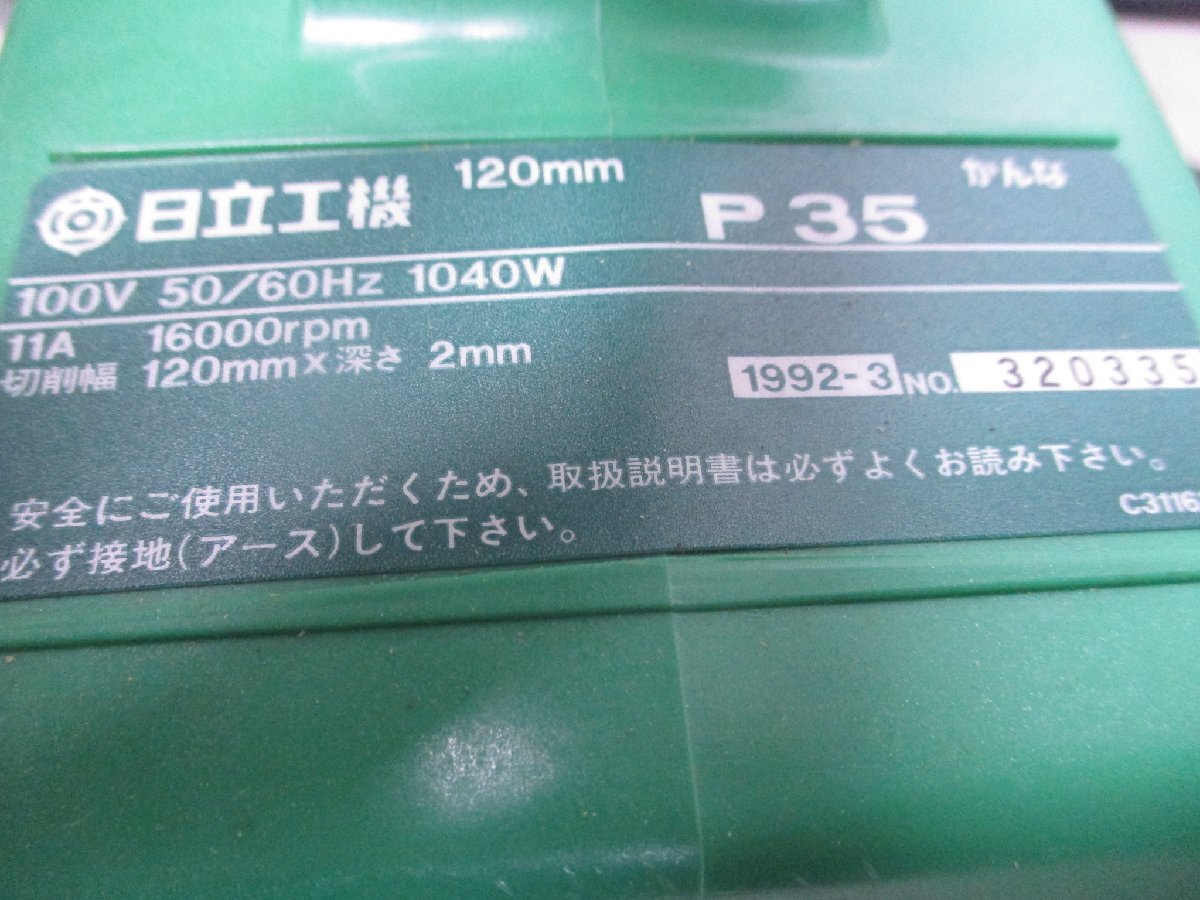 日立工機 120mm P35 かんな
100V 50/60Hz 1040W
11A 16000rpm
切削幅 120mm×深さ 2mm
1992-3 NO. 320335
安全にご使用いただくため、取扱説明書は必ずよくお読み下さい。
C3116
必ず接地(アース)して下さい。